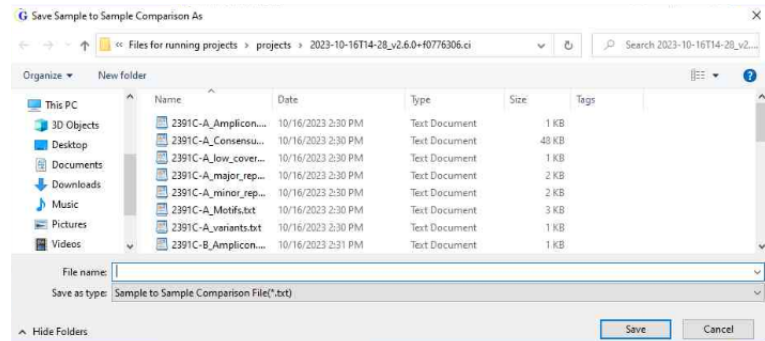 G Save Sample to Sample Comparison As
« Files for running projects > projects > 2023-10-16T14-28_v2.6.0+f0776306.ci
Search 2023-10-16T14-28_v2....
Organize
New folder
This PC
3D Objects
Desktop
Documents
Downloads
Music
Pictures
Videos
Name Date Type Size Tags
2391C-A_Amplicon.... 10/16/2023 2:30 PM Text Document 1 KB
2391C-A_Consensu... 10/16/2023 2:30 PM Text Document 48 KB
2391C-A_low_cover... 10/16/2023 2:30 PM Text Document 1 KB
2391C-A_major_rep... 10/16/2023 2:30 PM Text Document 2 KB
2391C-A_minor_rep... 10/16/2023 2:30 PM Text Document 2 KB
2391C-A_Motifs.txt 10/16/2023 2:30 PM Text Document 3 KB
2391C-A_variants.txt 10/16/2023 2:30 PM Text Document 1 KB
2391C-B_Amplicon.... 10/16/2023 2:31 PM Text Document 1 KB
File name:
Save as type: Sample to Sample Comparison File(*.txt)
Hide Folders
Save
Cancel